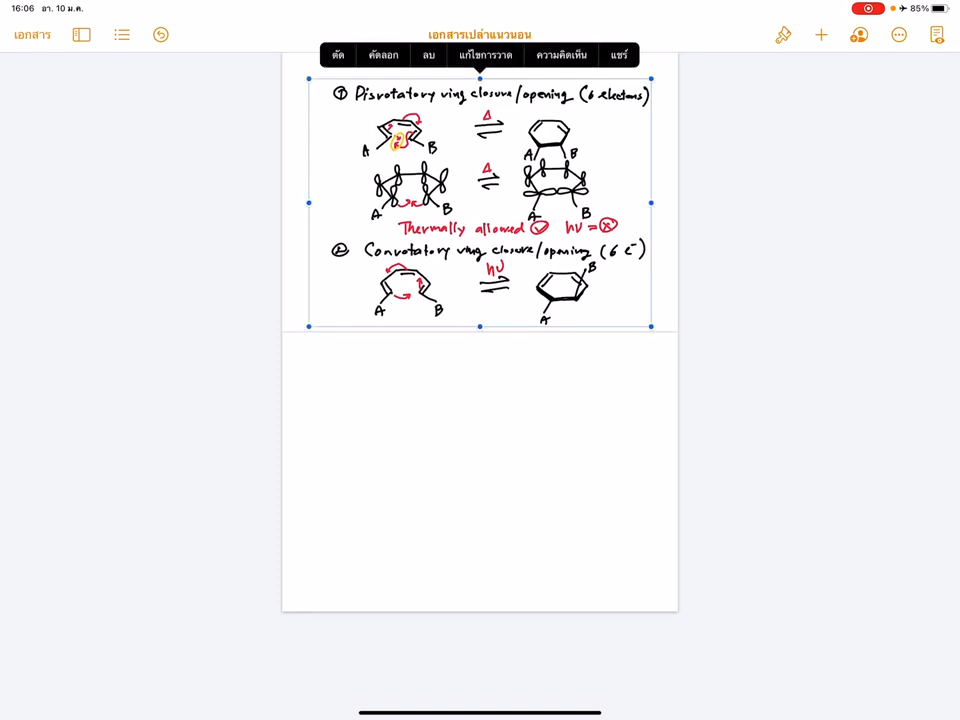 16:06 อา. 10 ม.ค.
85%
เอกสาร
เอกสารเปล่าแนวนอน
ตัด คัดลอก ลบ แก้ไขการวาด ความคิดเห็น แชร์
① Disrotatory ring closure/opening (6 electons)
Δ
A B
A B
Δ
A B
A B
Thermally allowed ✓ hν = x
② Conrotatory ring closure/opening (6 e⁻)
hν
B
A B
A